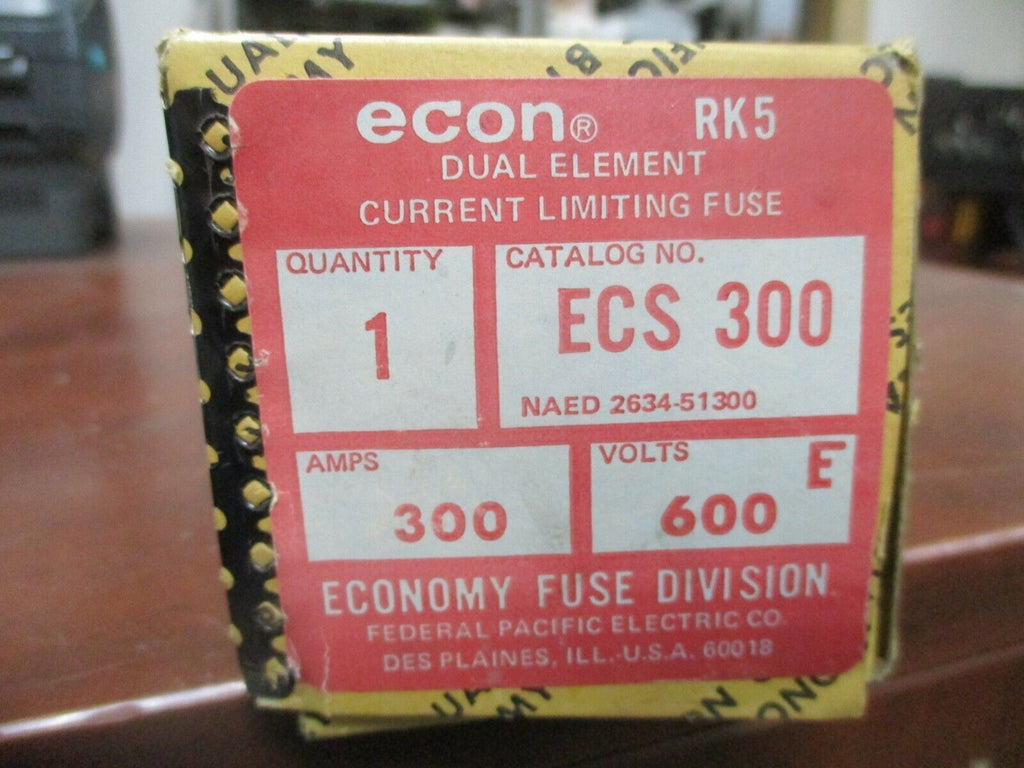 econ® RK5
DUAL ELEMENT
CURRENT LIMITING FUSE
QUANTITY
1
CATALOG NO.
ECS 300
NAED 2634-51300
AMPS
300
VOLTS E
600
ECONOMY FUSE DIVISION
FEDERAL PACIFIC ELECTRIC CO.
DES PLAINES, ILL.-U.S.A. 60018